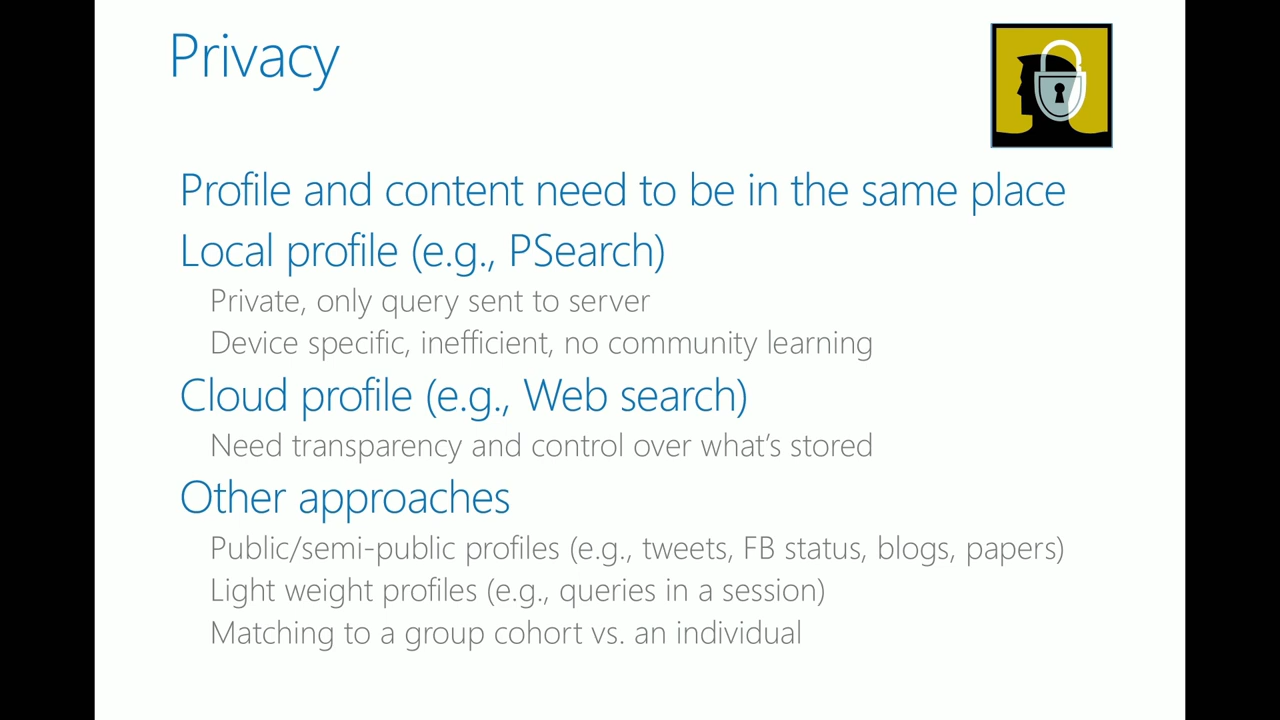 Privacy
Profile and content need to be in the same place
Local profile (e.g., PSearch)
Private, only query sent to server
Device specific, inefficient, no community learning
Cloud profile (e.g., Web search)
Need transparency and control over what's stored
Other approaches
Public/semi-public profiles (e.g., tweets, FB status, blogs, papers)
Light weight profiles (e.g., queries in a session)
Matching to a group cohort vs. an individual